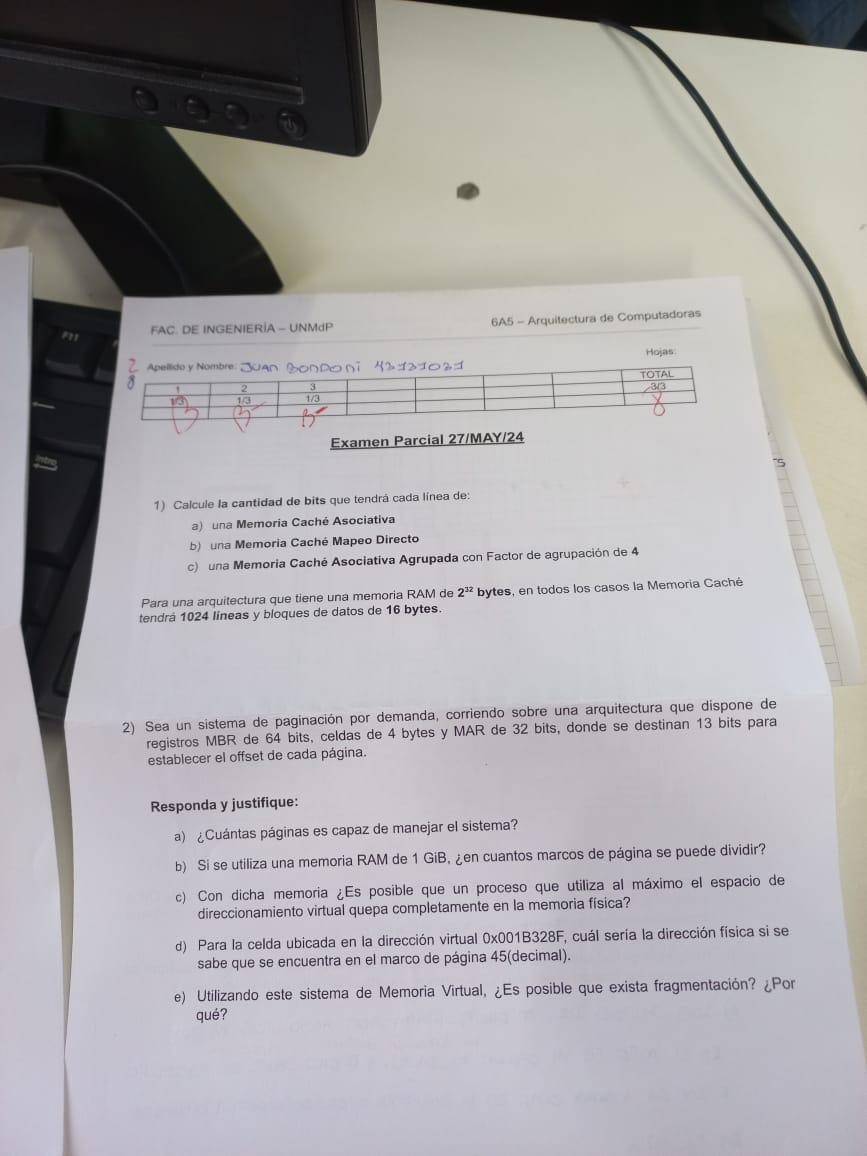 F11
Intro
FAC. DE INGENIERÍA – UNMdP
6A5 – Arquitectura de Computadoras
Hojas:
2
8
Apellido y Nombre: JUAN BONDONI
1 2 3 TOTAL
1/3 1/3 1/3 3/3
B B- B- 8
Examen Parcial 27/MAY/24
1) Calcule la cantidad de bits que tendrá cada línea de:
a) una Memoria Caché Asociativa
b) una Memoria Caché Mapeo Directo
c) una Memoria Caché Asociativa Agrupada con Factor de agrupación de 4
Para una arquitectura que tiene una memoria RAM de 2³² bytes, en todos los casos la Memoria Caché
tendrá 1024 líneas y bloques de datos de 16 bytes.
2) Sea un sistema de paginación por demanda, corriendo sobre una arquitectura que dispone de
registros MBR de 64 bits, celdas de 4 bytes y MAR de 32 bits, donde se destinan 13 bits para
establecer el offset de cada página.
Responda y justifique:
a) ¿Cuántas páginas es capaz de manejar el sistema?
b) Si se utiliza una memoria RAM de 1 GiB, ¿en cuantos marcos de página se puede dividir?
c) Con dicha memoria ¿Es posible que un proceso que utiliza al máximo el espacio de
direccionamiento virtual quepa completamente en la memoria física?
d) Para la celda ubicada en la dirección virtual 0x001B328F, cuál sería la dirección física si se
sabe que se encuentra en el marco de página 45(decimal).
e) Utilizando este sistema de Memoria Virtual, ¿Es posible que exista fragmentación? ¿Por
qué?